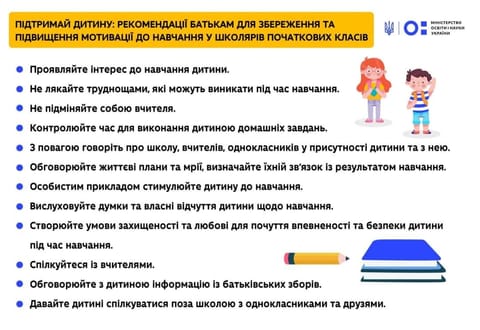 ПІДТРИМАЙ ДИТИНУ: РЕКОМЕНДАЦІЇ БАТЬКАМ ДЛЯ ЗБЕРЕЖЕННЯ ТА
ПІДВИЩЕННЯ МОТИВАЦІЇ ДО НАВЧАННЯ У ШКОЛЯРІВ ПОЧАТКОВИХ КЛАСІВ
МІНІСТЕРСТВО
ОСВІТИ І НАУКИ
УКРАЇНИ
Проявляйте інтерес до навчання дитини.
Не лякайте труднощами, які можуть виникати під час навчання.
Не підміняйте собою вчителя.
Контролюйте час для виконання дитиною домашніх завдань.
З повагою говоріть про школу, вчителів, однокласників у присутності дитини та з нею.
Обговорюйте життєві плани та мрії, визначайте їхній зв'язок із результатом навчання.
Особистим прикладом стимулюйте дитину до навчання.
Вислуховуйте думки та власні відчуття дитини щодо навчання.
Створюйте умови захищеності та любові для почуття впевненості та безпеки дитини
під час навчання.
Спілкуйтеся із вчителями.
Обговорюйте з дитиною інформацію із батьківських зборів.
Давайте дитині спілкуватися поза школою з однокласниками та друзями.